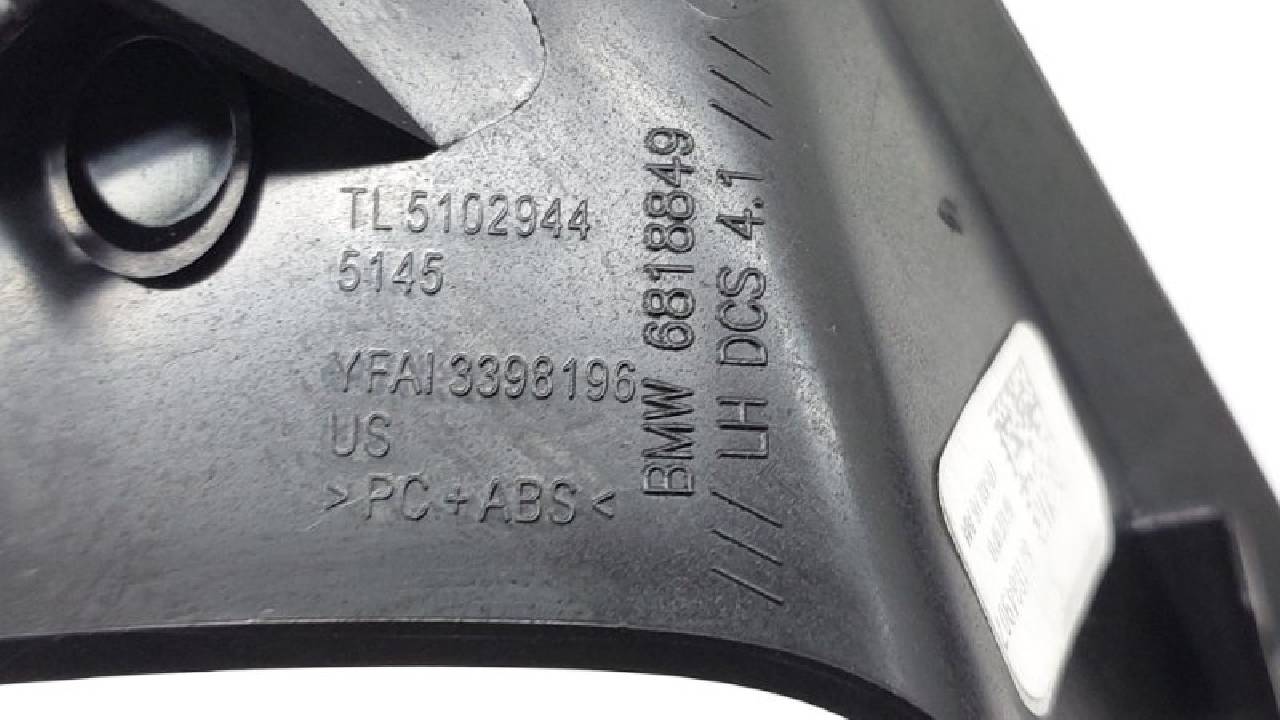 TL 5102944
5145
YFAI 3398196
US
>PC+ABS<
BMW 6818849
/// LH DCS 4.1 ///